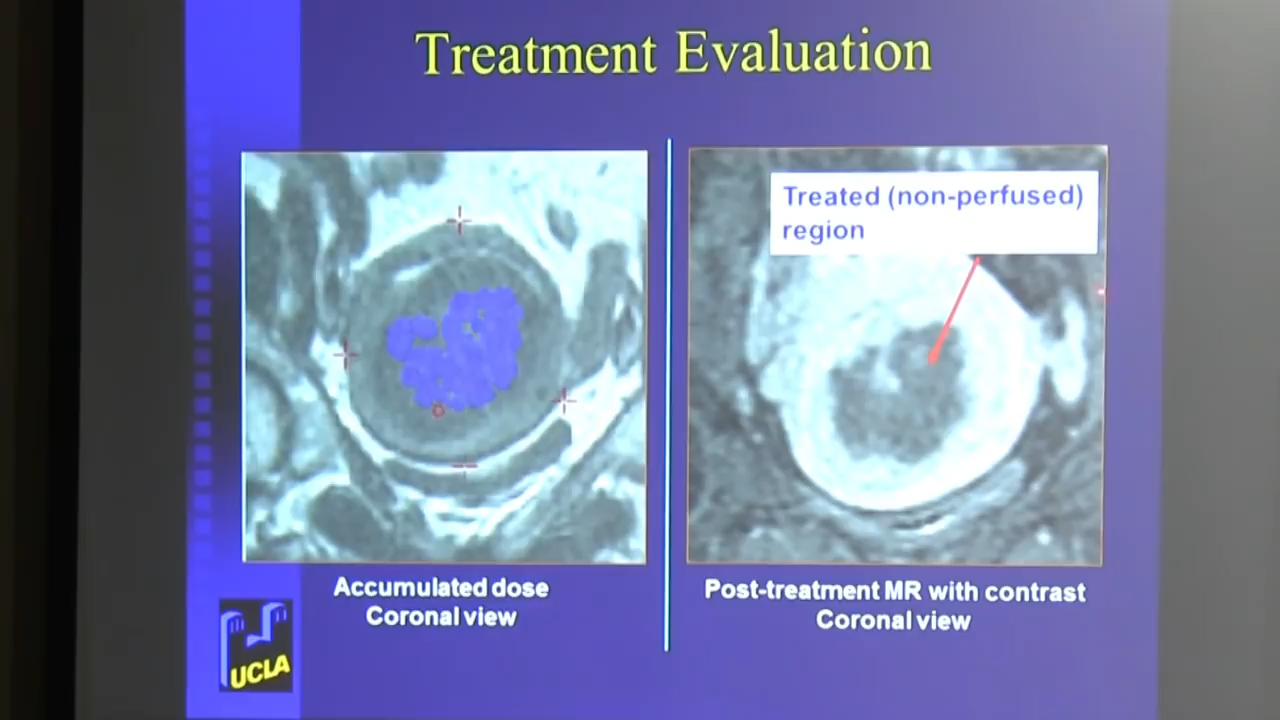 Treatment Evaluation
Treated (non-perfused)
region
Accumulated dose
Coronal view
Post-treatment MR with contrast
Coronal view
UCLA